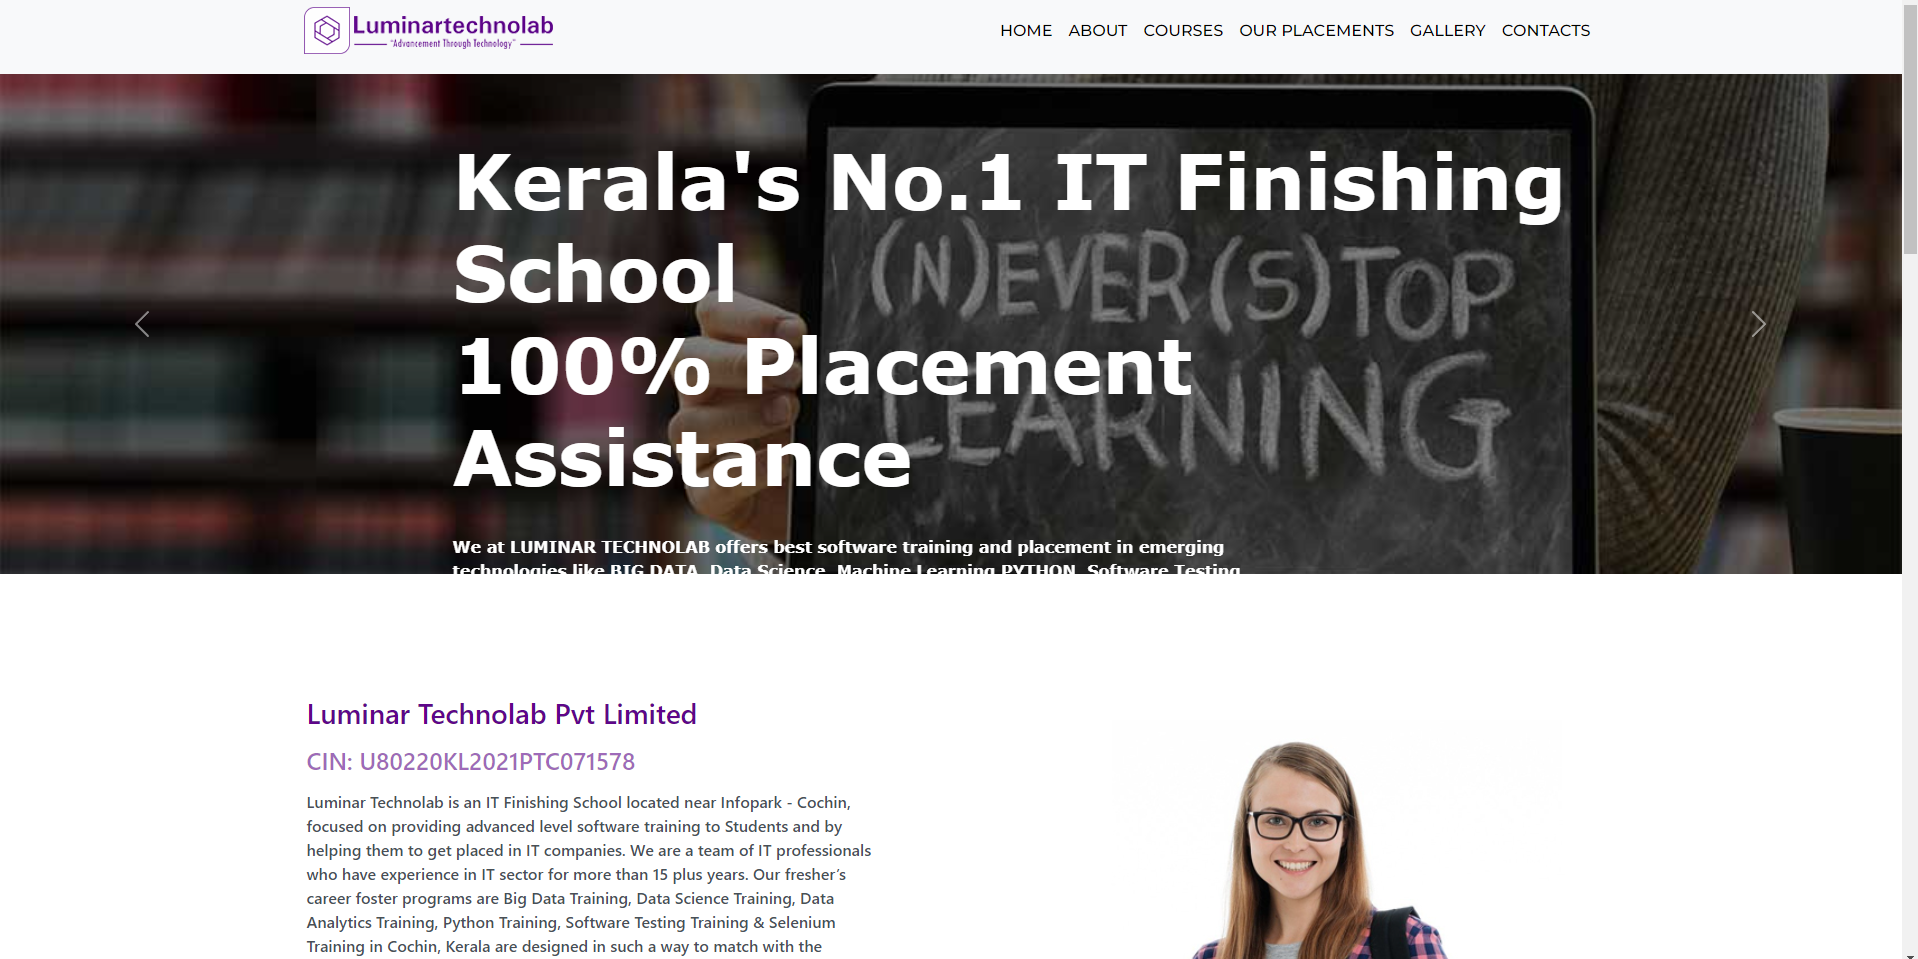 Luminartechnolab
"Advancement Through Technology"
HOME ABOUT COURSES OUR PLACEMENTS GALLERY CONTACTS
Kerala's No.1 IT Finishing
School
100% Placement
Assistance
(N)EVER (S)TOP
LEARNING
We at LUMINAR TECHNOLAB offers best software training and placement in emerging
technologies like BIG DATA, Data Science, Machine Learning PYTHON, Software Testing
Luminar Technolab Pvt Limited
CIN: U80220KL2021PTC071578
Luminar Technolab is an IT Finishing School located near Infopark - Cochin,
focused on providing advanced level software training to Students and by
helping them to get placed in IT companies. We are a team of IT professionals
who have experience in IT sector for more than 15 plus years. Our fresher’s
career foster programs are Big Data Training, Data Science Training, Data
Analytics Training, Python Training, Software Testing Training & Selenium
Training in Cochin, Kerala are designed in such a way to match with the